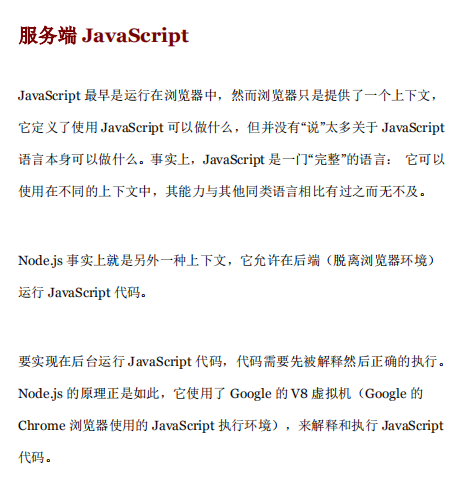 服务端 JavaScript
JavaScript 最早是运行在浏览器中，然而浏览器只是提供了一个上下文，
它定义了使用 JavaScript 可以做什么，但并没有“说”太多关于 JavaScript
语言本身可以做什么。事实上，JavaScript 是一门“完整”的语言： 它可以
使用在不同的上下文中，其能力与其他同类语言相比有过之而无不及。
Node.js 事实上就是另外一种上下文，它允许在后端（脱离浏览器环境）
运行 JavaScript 代码。
要实现在后台运行 JavaScript 代码，代码需要先被解释然后正确的执行。
Node.js 的原理正是如此，它使用了 Google 的 V8 虚拟机（Google 的
Chrome 浏览器使用的 JavaScript 执行环境），来解释和执行 JavaScript
代码。